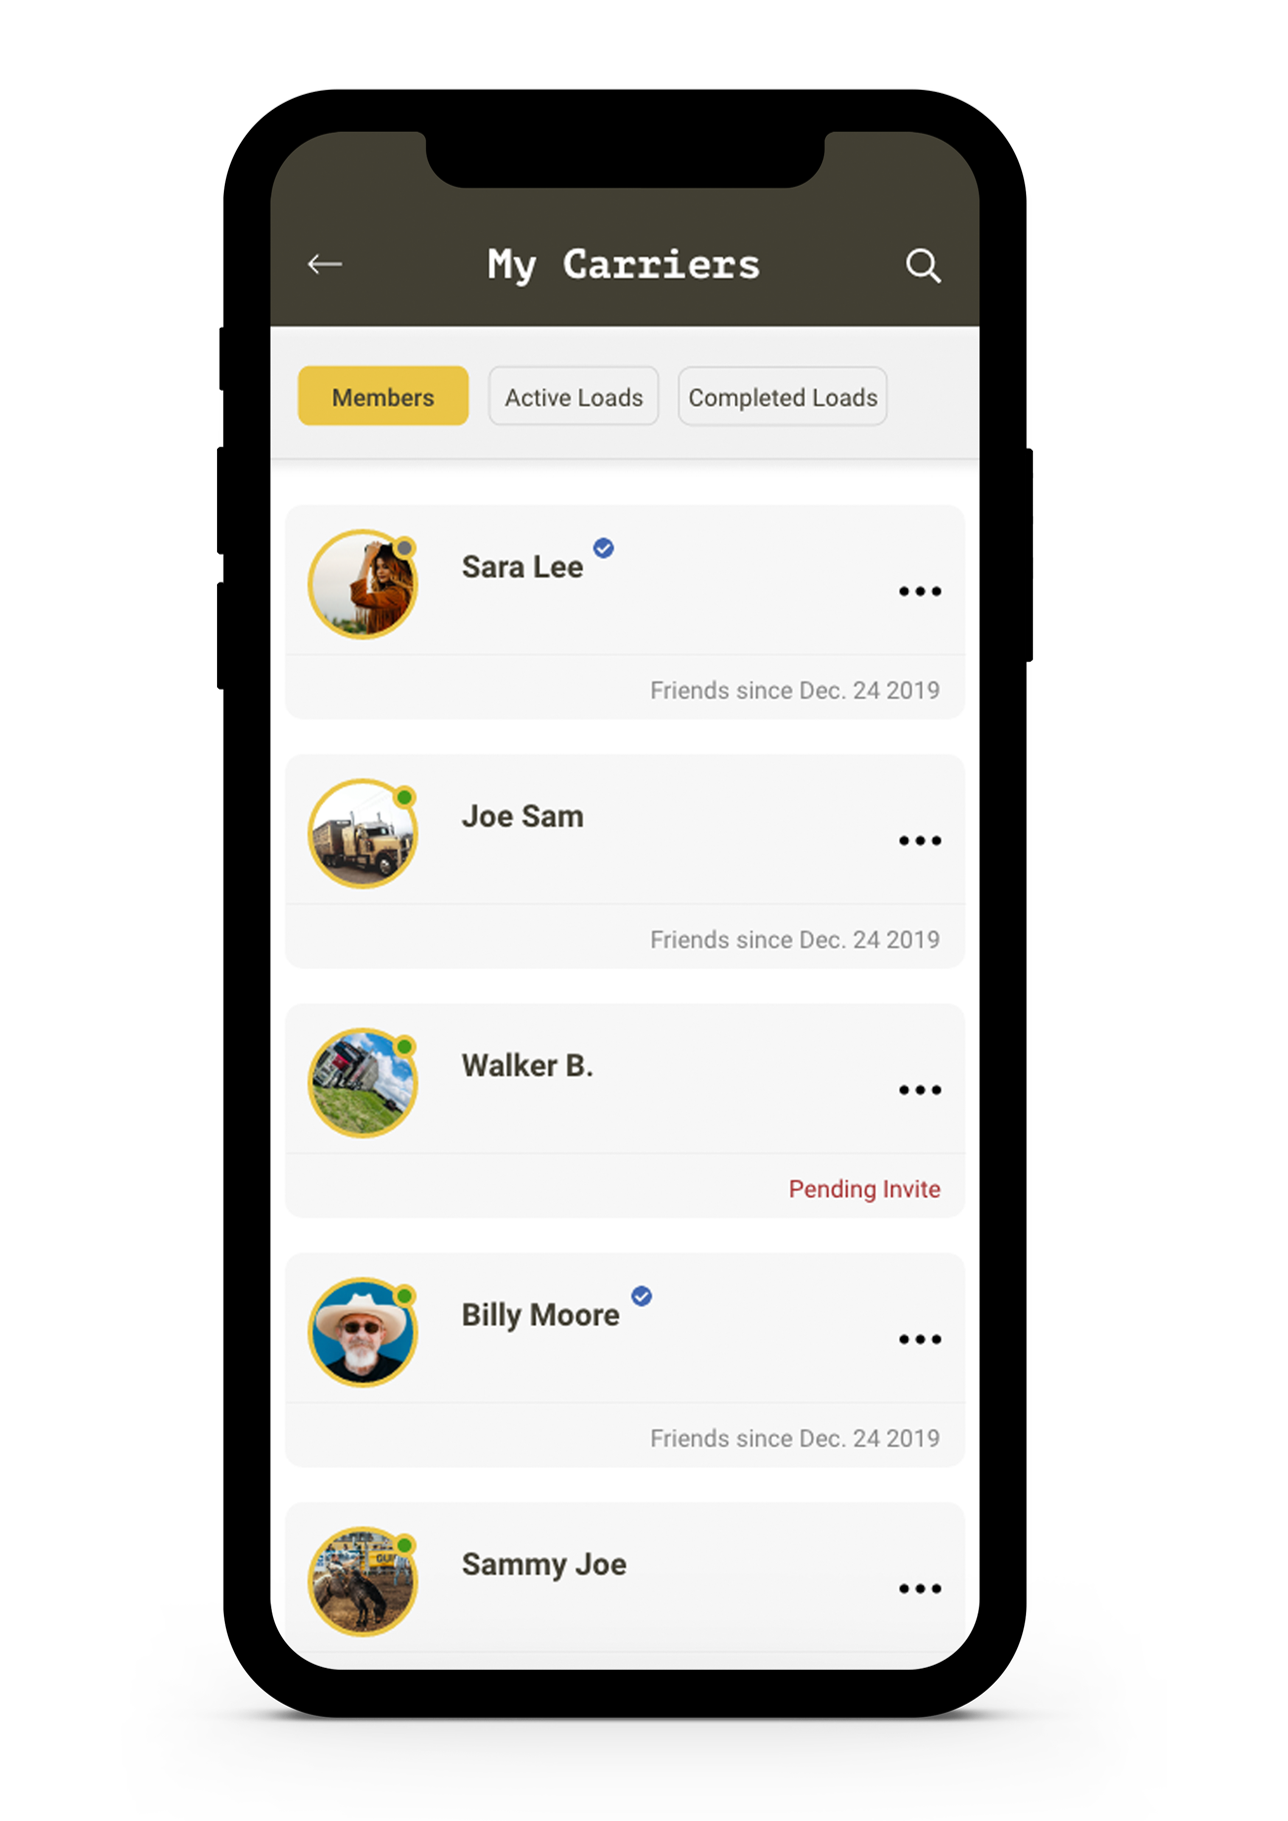 My Carriers
Members
Active Loads
Completed Loads
Sara Lee
Friends since Dec. 24 2019
Joe Sam
Friends since Dec. 24 2019
Walker B.
Pending Invite
Billy Moore
Friends since Dec. 24 2019
Sammy Joe